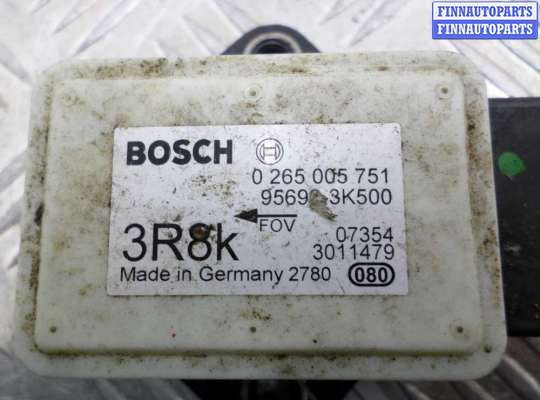 FINNAUTOPARTS
FINNAUTOPARTS
BOSCH
0 265 005 751
3K500
FOV
3R8k
07354
3011479
Made in Germany 2780
080